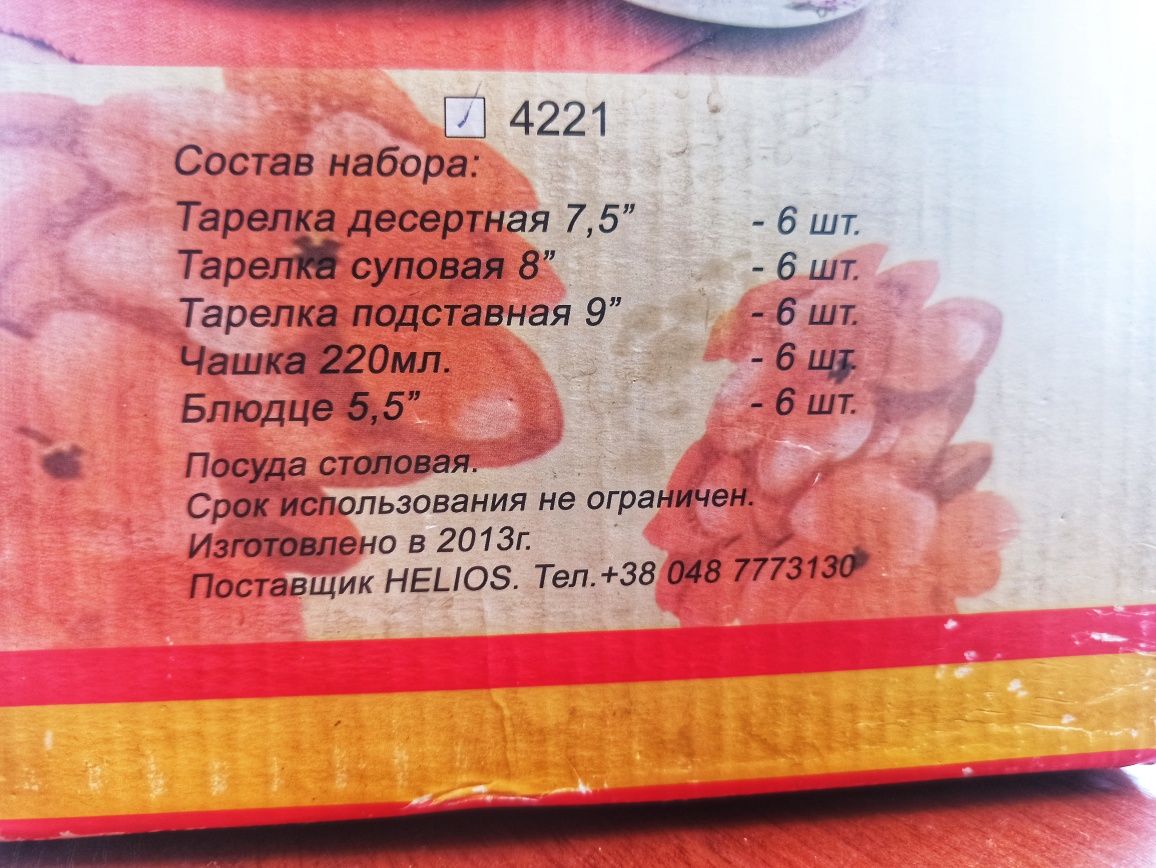 4221
Состав набора:
Тарелка десертная 7,5” - 6 шт.
Тарелка суповая 8” - 6 шт.
Тарелка подставная 9” - 6 шт.
Чашка 220мл. - 6 шт.
Блюдце 5,5” - 6 шт.
Посуда столовая.
Срок использования не ограничен.
Изготовлено в 2013г.
Поставщик HELIOS. Тел.+38 048 7773130